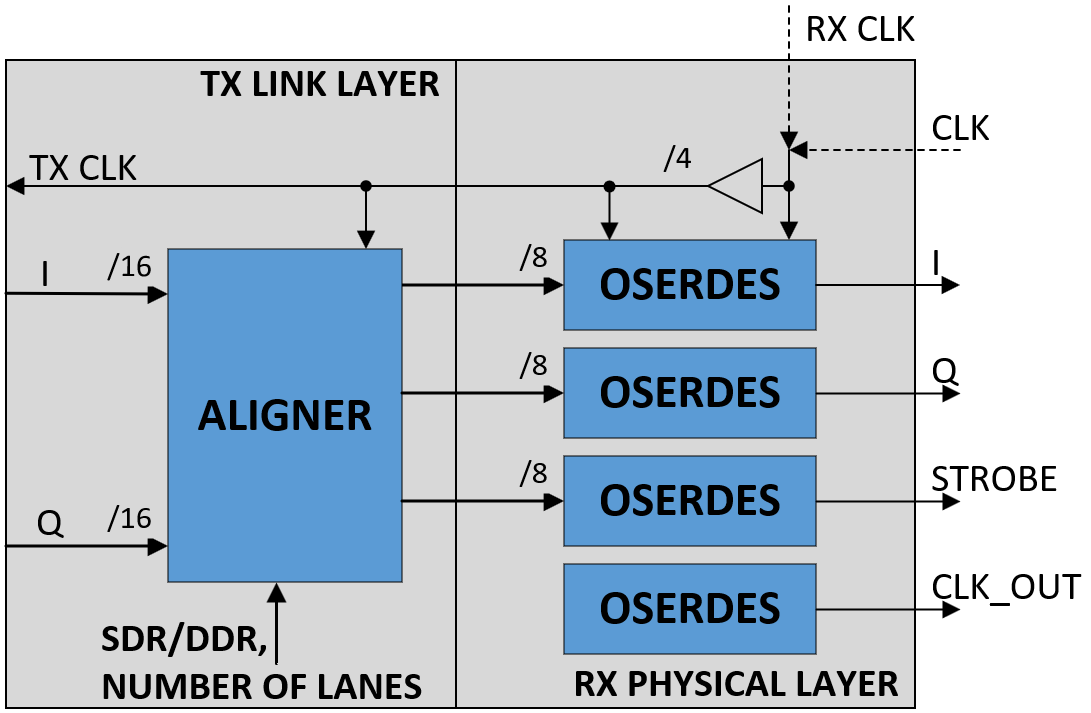 RX CLK
TX LINK LAYER
CLK
TX CLK
/4
I
/16
/8
OSERDES
I
/8
OSERDES
Q
ALIGNER
/8
OSERDES
STROBE
Q
/16
OSERDES
CLK_OUT
SDR/DDR,
NUMBER OF LANES
RX PHYSICAL LAYER